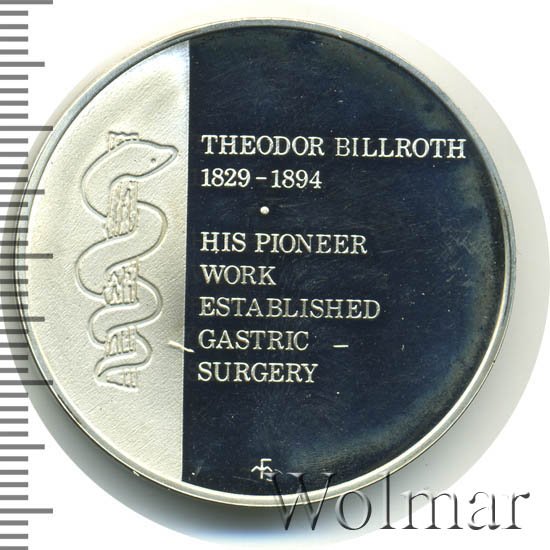 THEODOR BILLROTH
1829-1894
HIS PIONEER
WORK
ESTABLISHED
GASTRIC
SURGERY
Wolmar